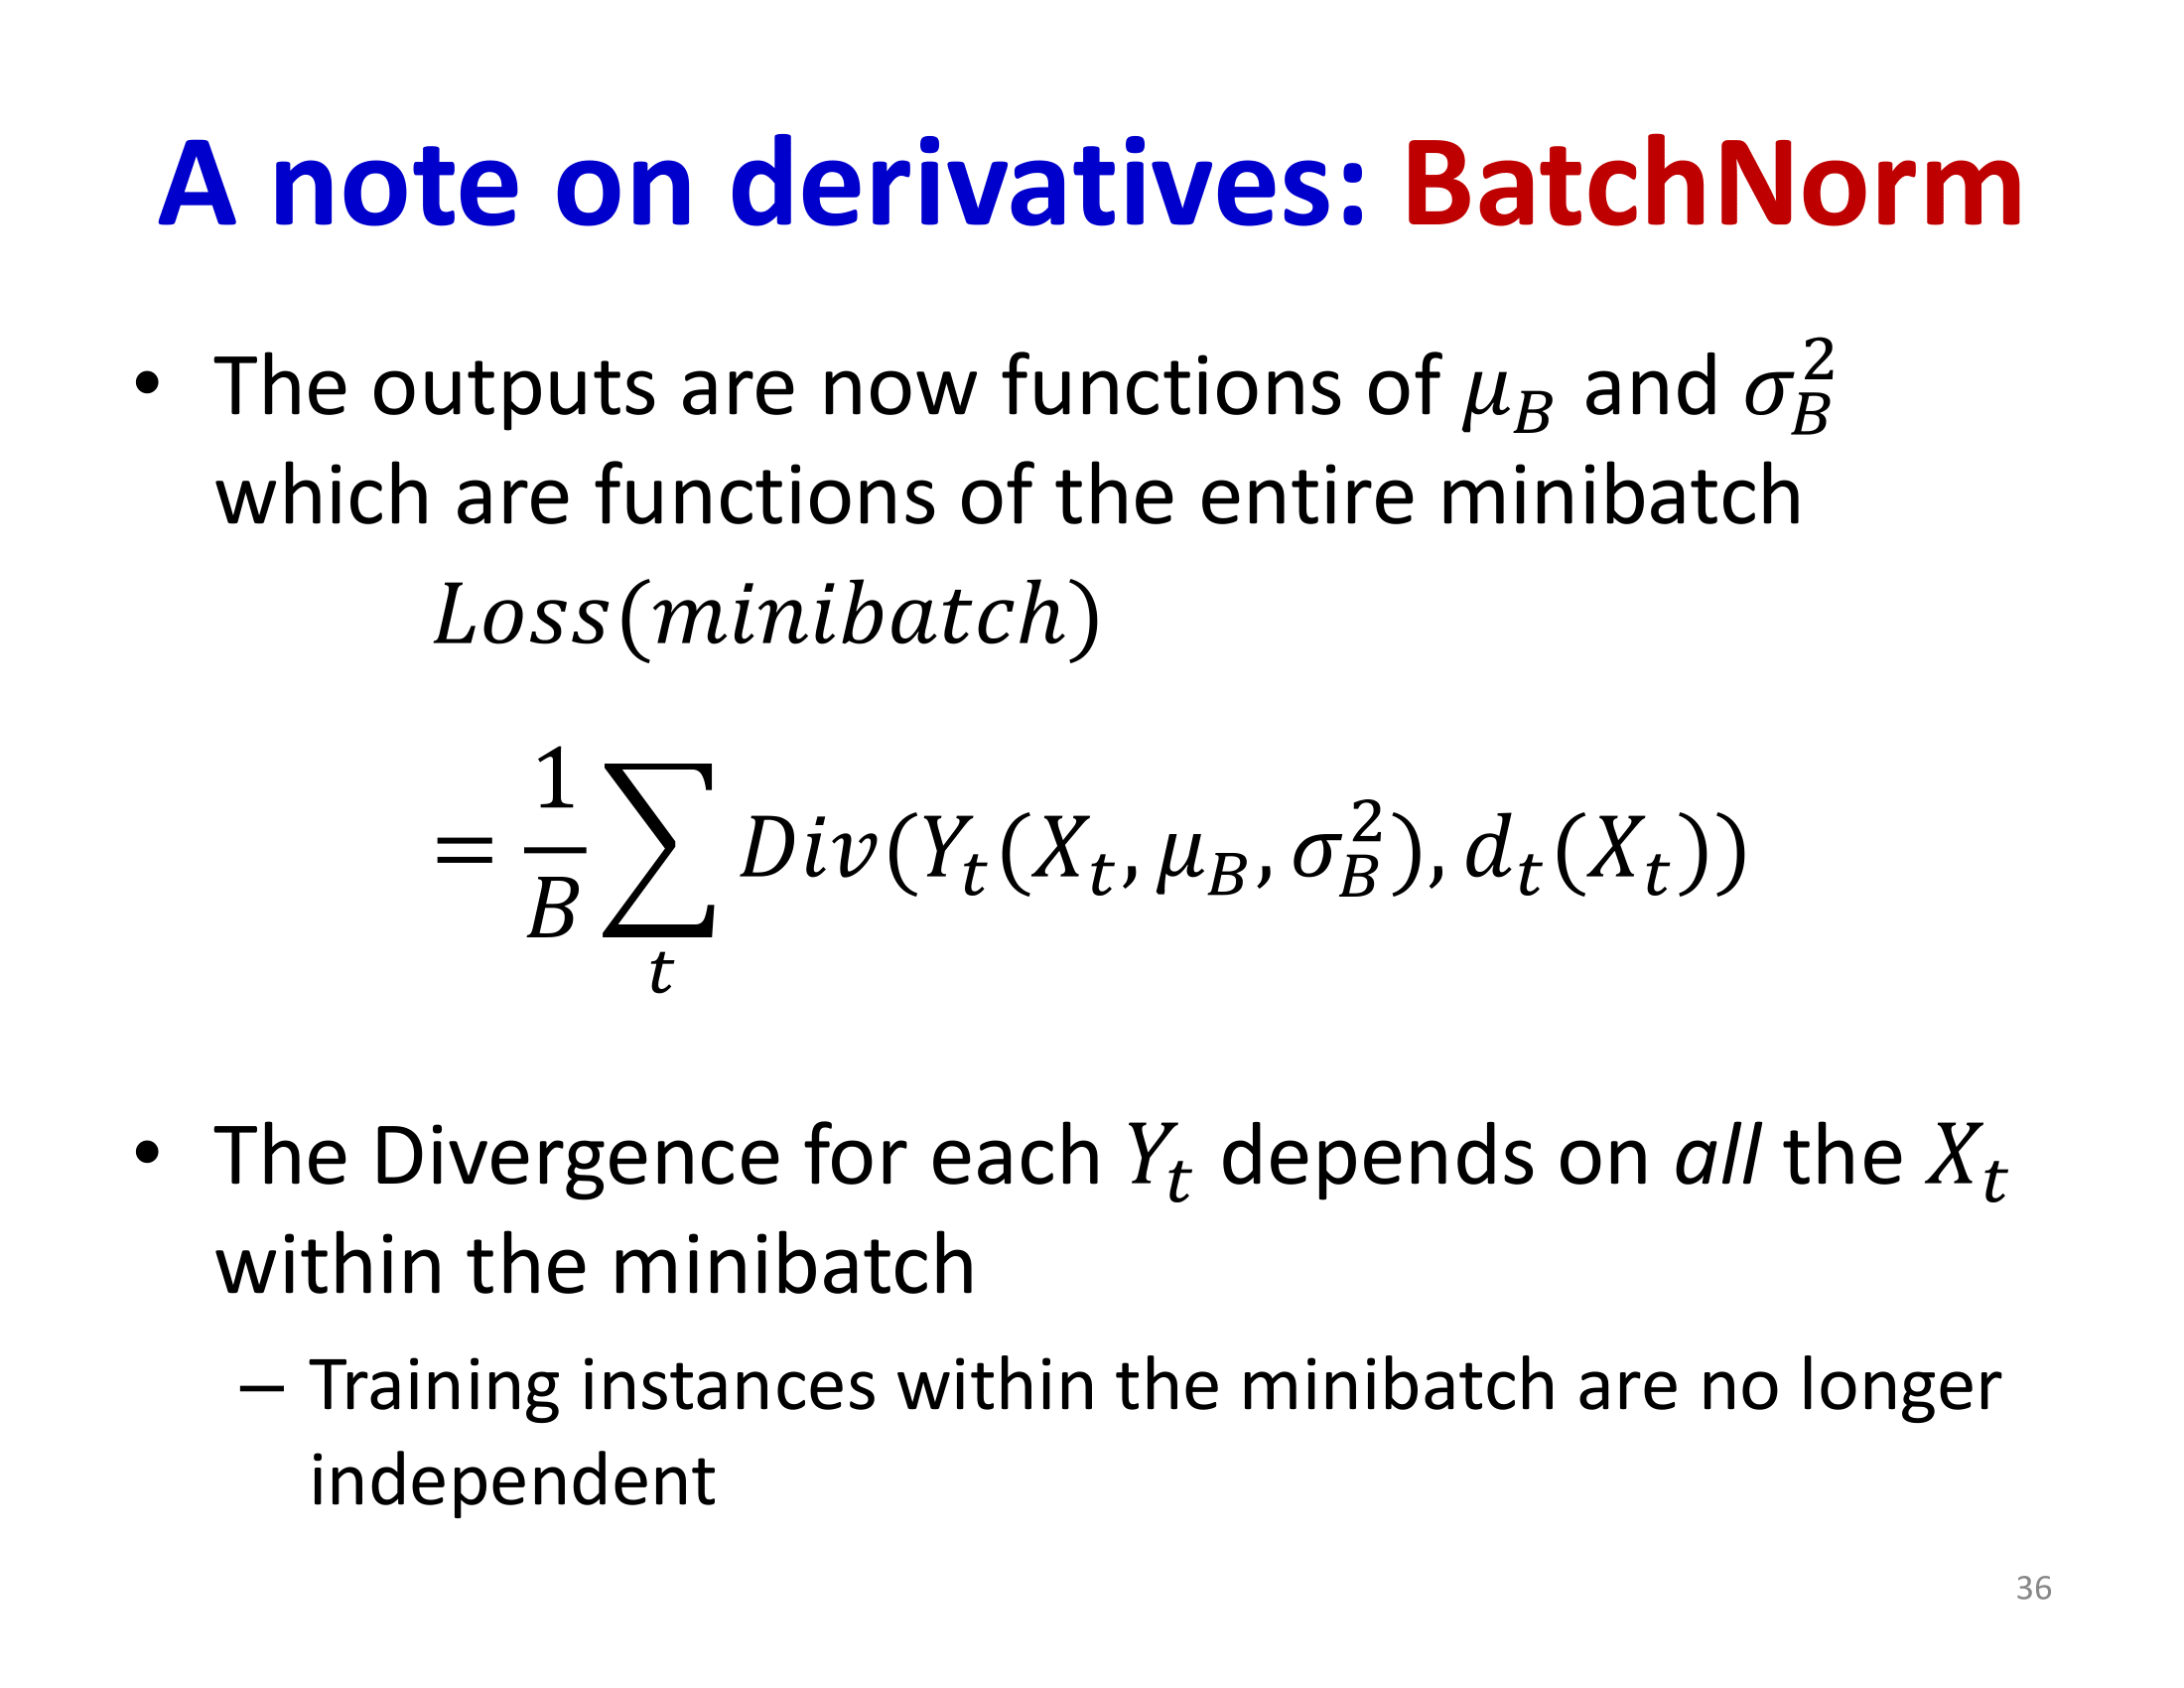 A note on derivatives: BatchNorm
• The outputs are now functions of $\mu_B$ and $\sigma_B^2$
which are functions of the entire minibatch
$Loss(minibatch)$
$= \frac{1}{B} \sum_t Div(Y_t(X_t, \mu_B, \sigma_B^2), d_t(X_t))$
• The Divergence for each $Y_t$ depends on all the $X_t$
within the minibatch
– Training instances within the minibatch are no longer
independent
36